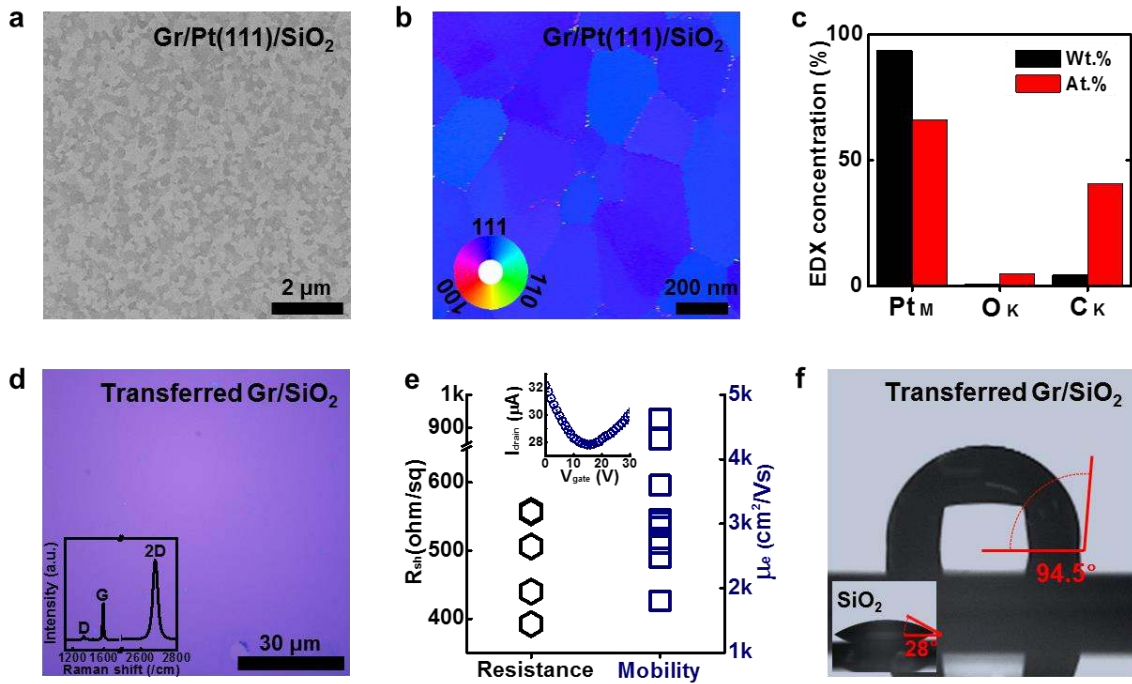 a
Gr/Pt(111)/SiO₂
2 μm
b
Gr/Pt(111)/SiO₂
111
100
110
200 nm
c
EDX concentration (%)
100
50
0
Wt.%
At.%
Pt M
O K
C K
d
Transferred Gr/SiO₂
Intensity (a.u.)
D
G
2D
1200 1600 2600 2800
Raman shift (/cm)
30 μm
e
Rsh(ohm/sq)
1k
900
600
500
400
Idrain (μA)
32
30
28
0 10 20 30
Vgate (V)
5k
4k
3k
2k
1k
μe (cm²/Vs)
Resistance
Mobility
f
Transferred Gr/SiO₂
94.5°
SiO₂
28°